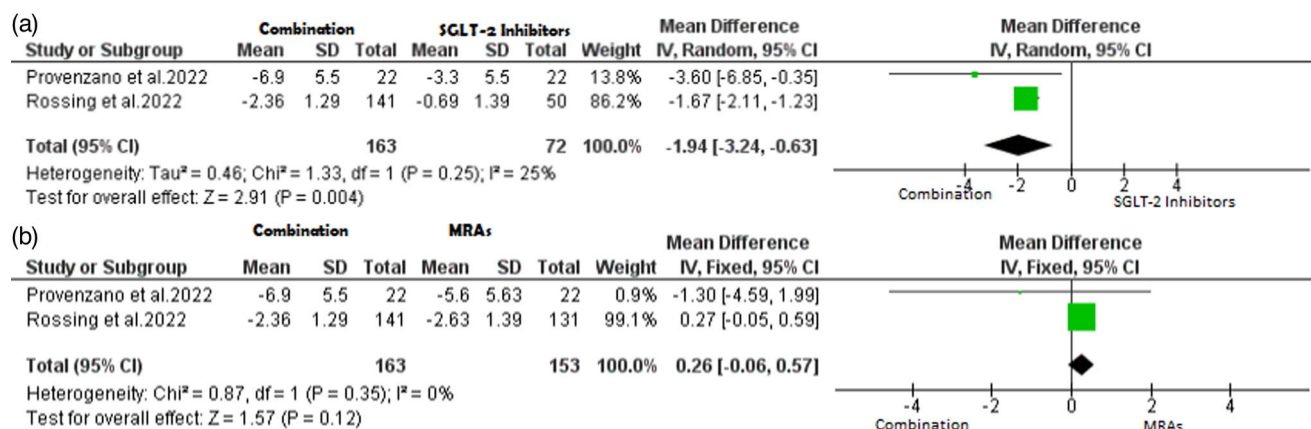 (a) Combination SGLT-2 Inhibitors Mean Difference Mean Difference
Study or Subgroup Mean SD Total Mean SD Total Weight IV, Random, 95% CI IV, Random, 95% CI
Provenzano et al.2022 -6.9 5.5 22 -3.3 5.5 22 13.8% -3.60 [-6.85, -0.35]
Rossing et al.2022 -2.36 1.29 141 -0.69 1.39 50 86.2% -1.67 [-2.11, -1.23]
Total (95% CI) 163 72 100.0% -1.94 [-3.24, -0.63]
Heterogeneity: Tau² = 0.46; Chi² = 1.33, df = 1 (P = 0.25); I² = 25%
Test for overall effect: Z = 2.91 (P = 0.004)
-4 -2 0 2 4
Combination SGLT-2 Inhibitors
(b) Combination MRAs Mean Difference Mean Difference
Study or Subgroup Mean SD Total Mean SD Total Weight IV, Fixed, 95% CI IV, Fixed, 95% CI
Provenzano et al.2022 -6.9 5.5 22 -5.6 5.63 22 0.9% -1.30 [-4.59, 1.99]
Rossing et al.2022 -2.36 1.29 141 -2.63 1.39 131 99.1% 0.27 [-0.05, 0.59]
Total (95% CI) 163 153 100.0% 0.26 [-0.06, 0.57]
Heterogeneity: Chi² = 0.87, df = 1 (P = 0.35); I² = 0%
Test for overall effect: Z = 1.57 (P = 0.12)
-4 -2 0 2 4
Combination MRAs